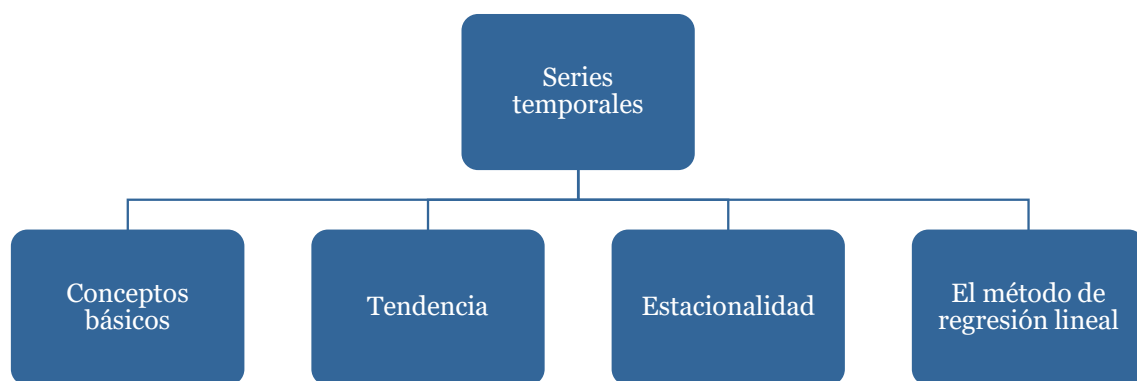 Series
temporales
Conceptos
básicos
Tendencia
Estacionalidad
El método de
regresión lineal